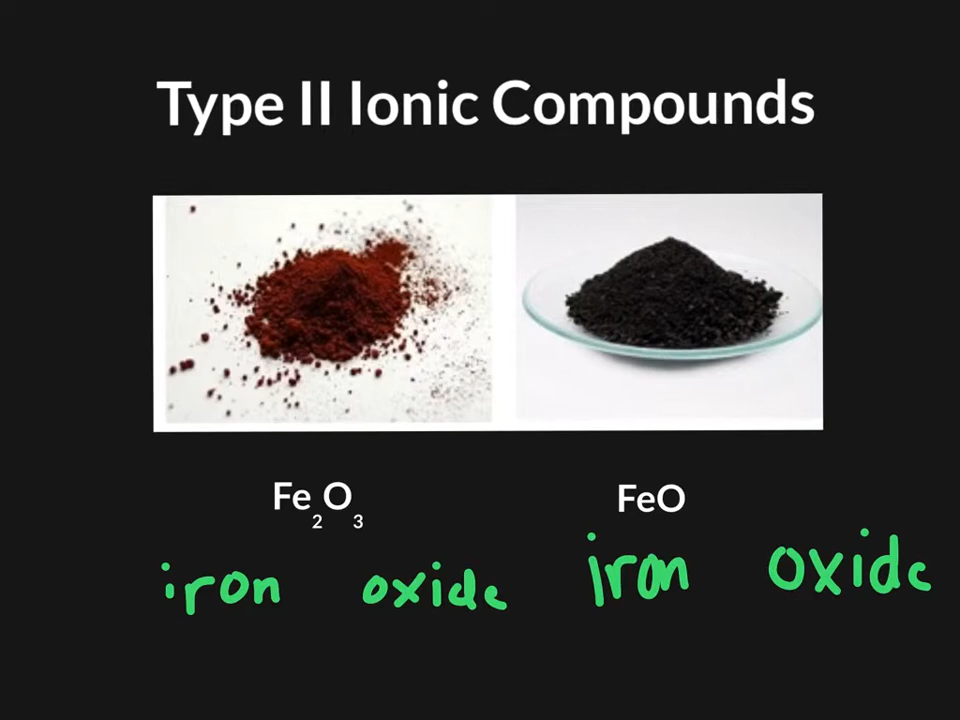 Type II Ionic Compounds
Fe₂O₃ FeO
iron oxide iron oxide